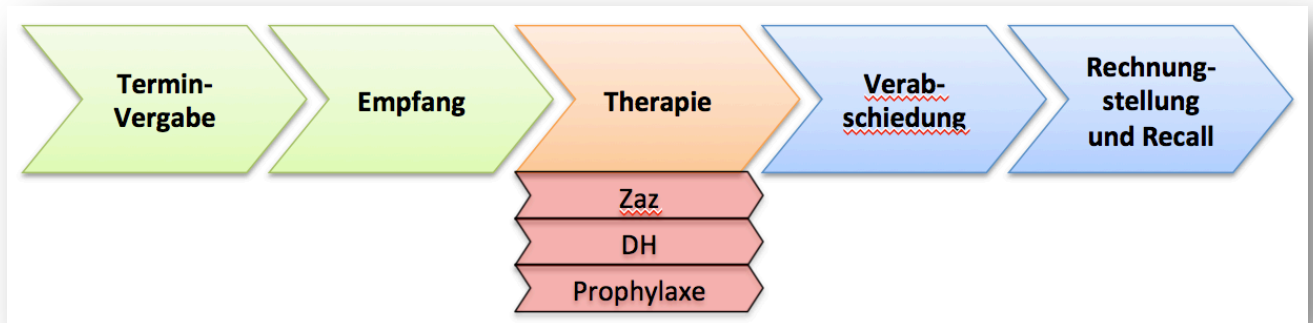 Termin-
Vergabe
Empfang
Therapie
Verab-
schiedung
Rechnung-
stellung
und Recall
Zaz
DH
Prophylaxe